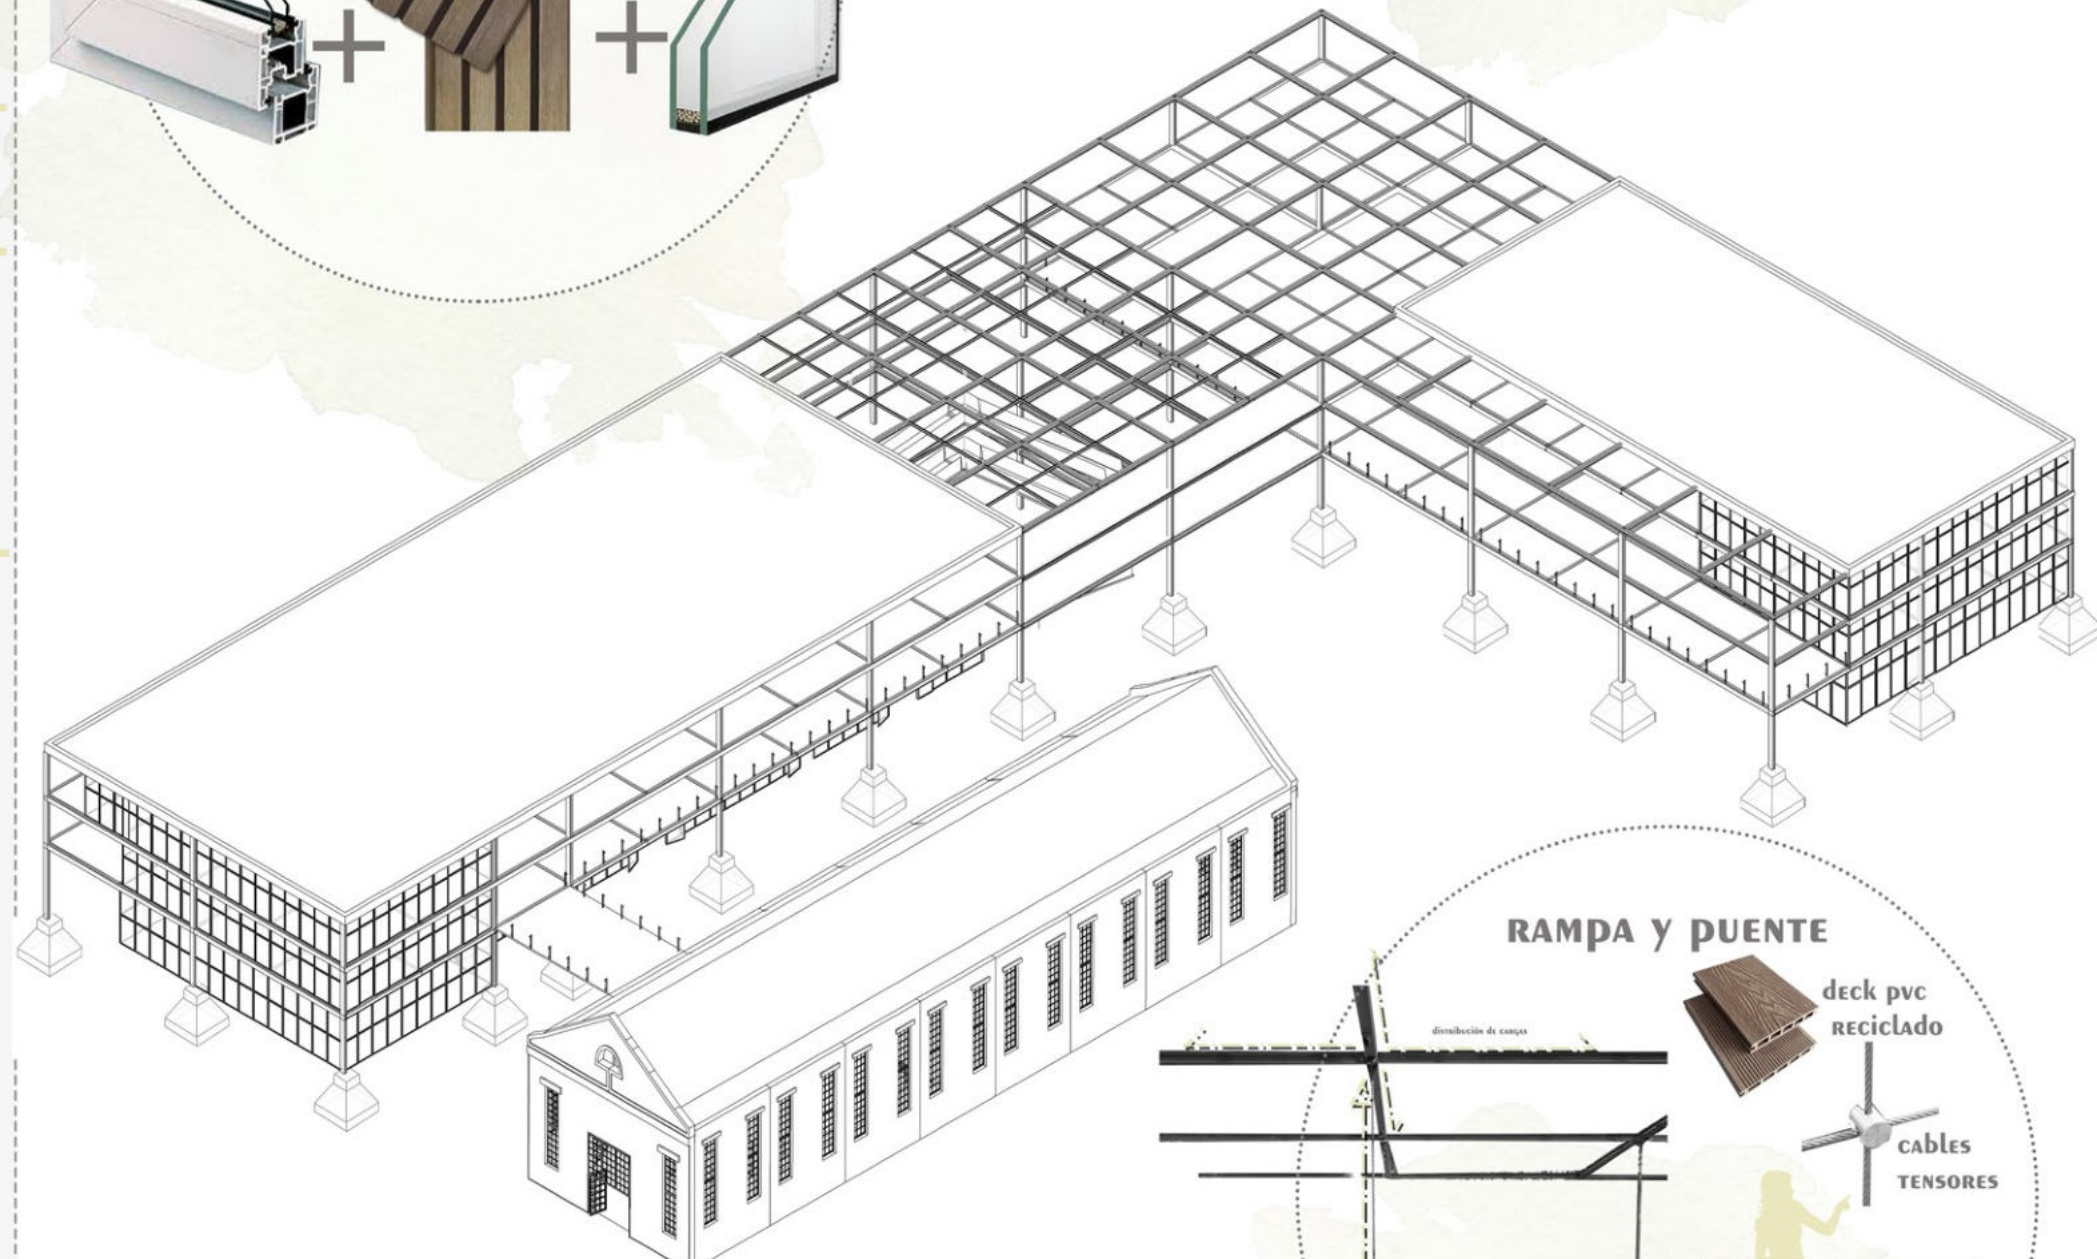 RAMPA Y PUENTE
deck pvc
RECICLADO
distribución de cargas
CABLES
TENSORES